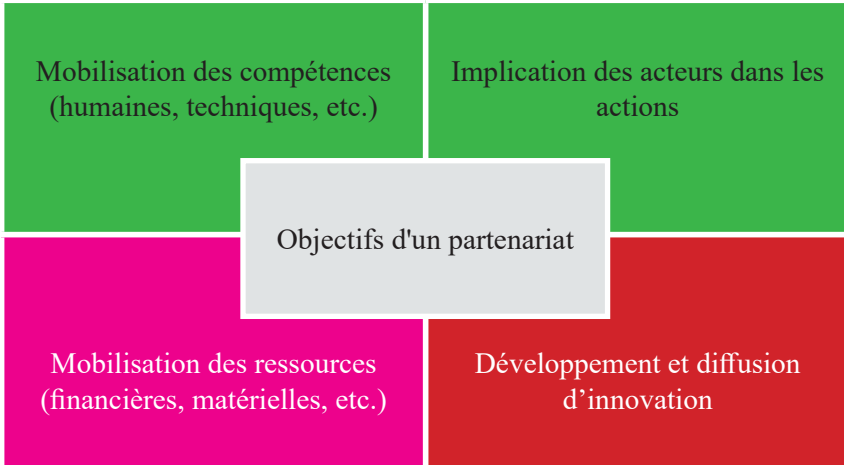 Mobilisation des compétences
(humaines, techniques, etc.)
Implication des acteurs dans les
actions
Objectifs d'un partenariat
Mobilisation des ressources
(financières, matérielles, etc.)
Développement et diffusion
d’innovation